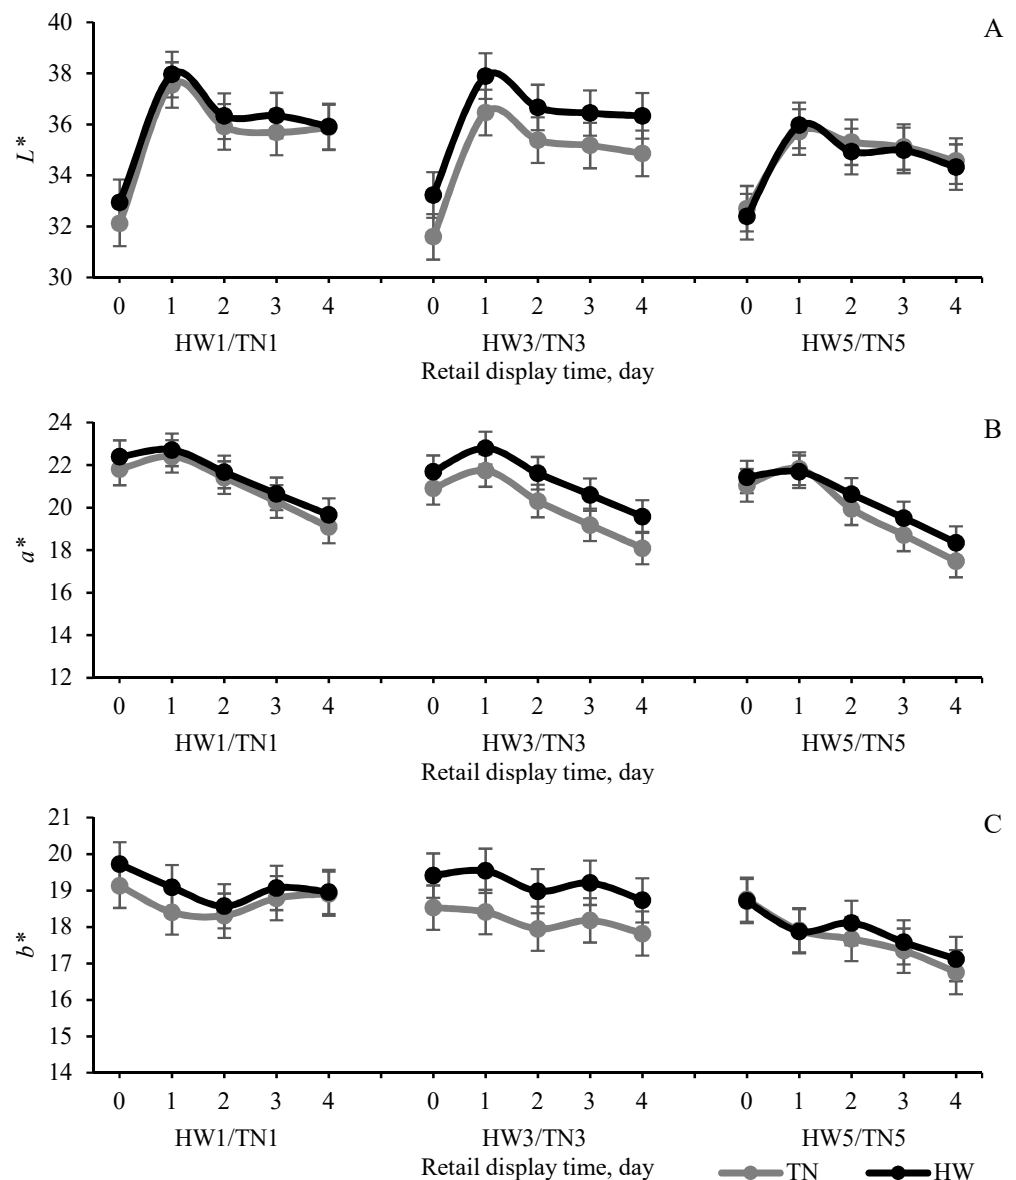 A
40
38
36
34
32
30
L*
0 1 2 3 4 0 1 2 3 4 0 1 2 3 4
HW1/TN1 HW3/TN3 HW5/TN5
Retail display time, day
B
24
22
20
18
16
14
12
a*
0 1 2 3 4 0 1 2 3 4 0 1 2 3 4
HW1/TN1 HW3/TN3 HW5/TN5
Retail display time, day
C
21
20
19
18
17
16
15
14
b*
0 1 2 3 4 0 1 2 3 4 0 1 2 3 4
HW1/TN1 HW3/TN3 HW5/TN5
Retail display time, day
TN HW